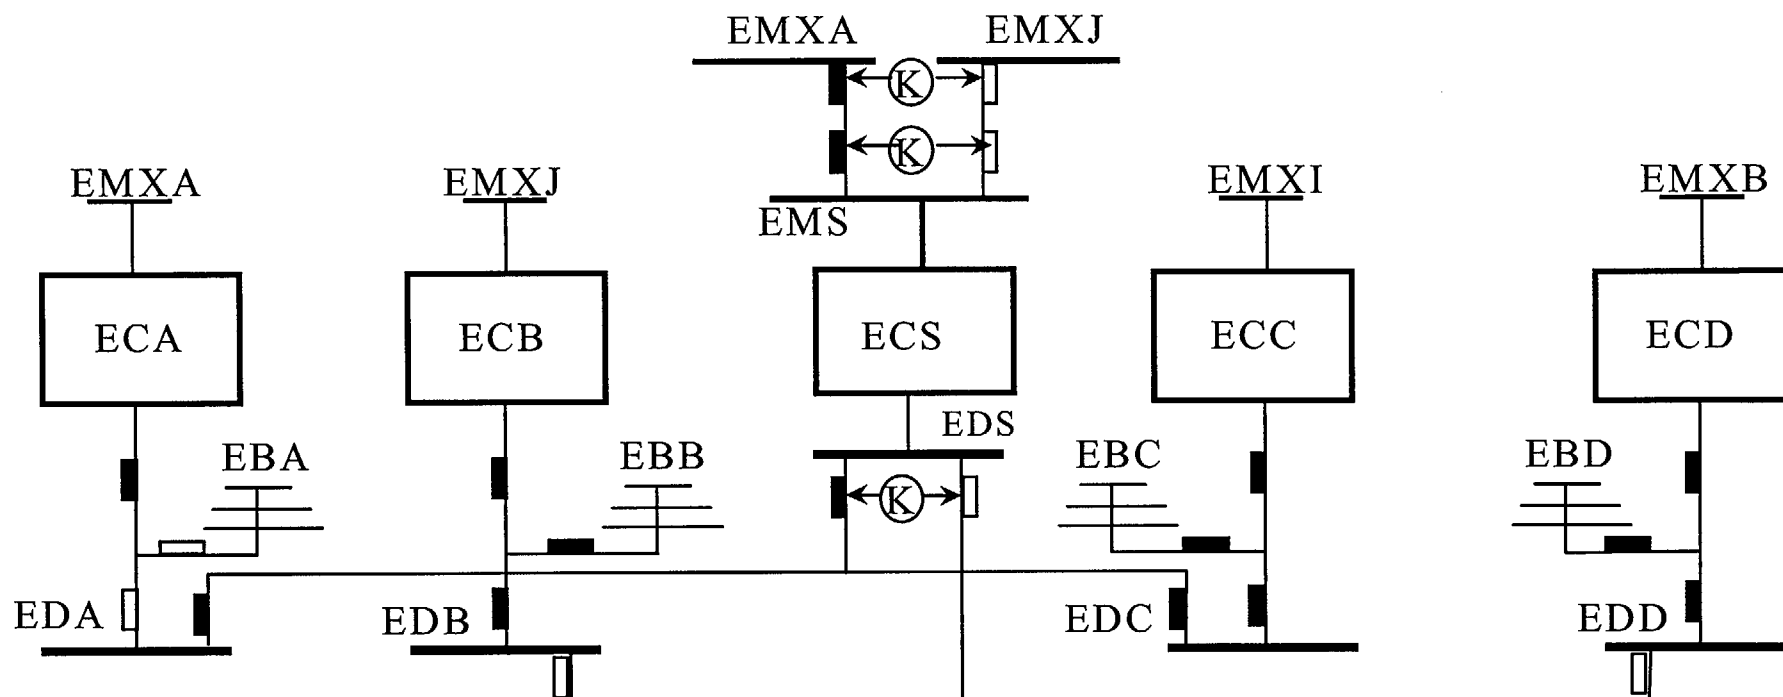 EMXA EMXJ
K
K
EMXA EMXJ EMXI EMXB
EMS
ECA ECB ECS ECC ECD
EDS
EBA EBB EBC EBD
K
EDA EDB EDC EDD